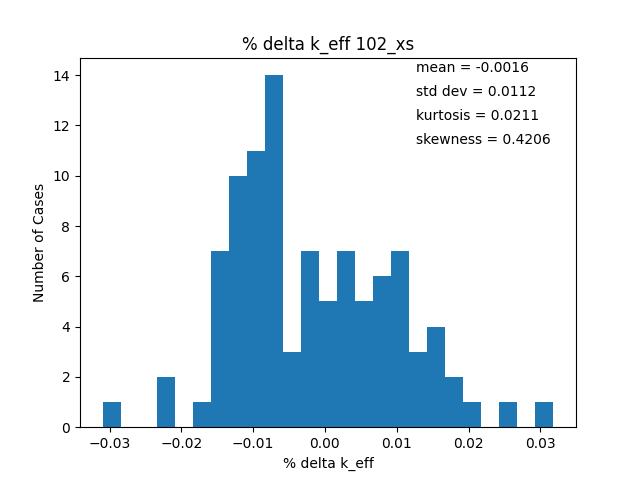 % delta k_eff 102_xs
mean = -0.0016
std dev = 0.0112
kurtosis = 0.0211
skewness = 0.4206
Number of Cases
14
12
10
8
6
4
2
0
−0.03 −0.02 −0.01 0.00 0.01 0.02 0.03
% delta k_eff